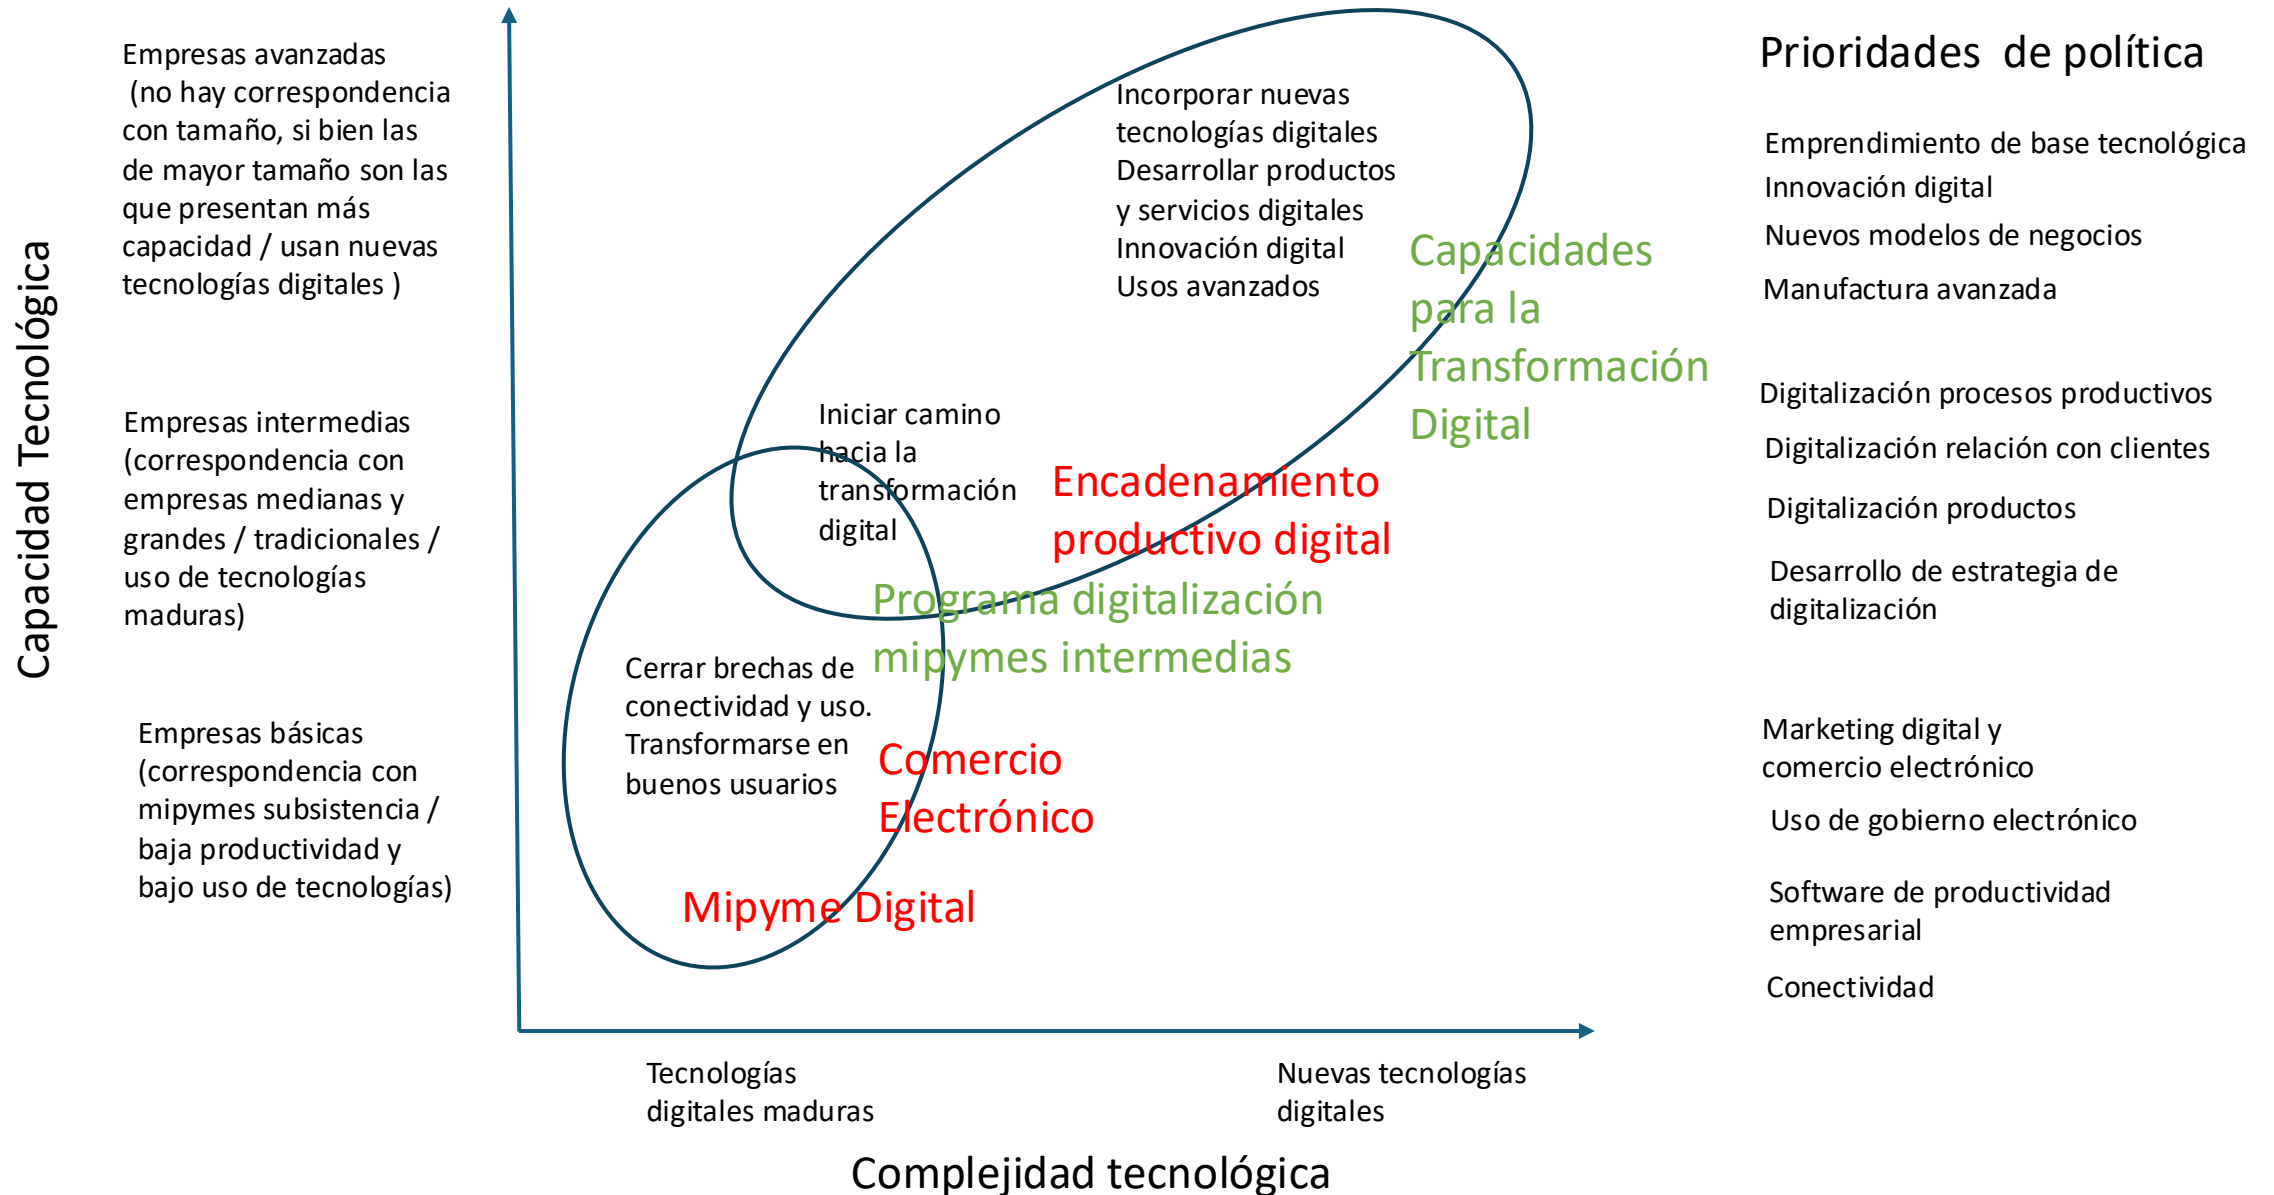 Capacidad Tecnológica
Empresas avanzadas
(no hay correspondencia
con tamaño, si bien las
de mayor tamaño son las
que presentan más
capacidad / usan nuevas
tecnologías digitales )
Empresas intermedias
(correspondencia con
empresas medianas y
grandes / tradicionales /
uso de tecnologías
maduras)
Empresas básicas
(correspondencia con
mipymes subsistencia /
baja productividad y
bajo uso de tecnologías)
Incorporar nuevas
tecnologías digitales
Desarrollar productos
y servicios digitales
Innovación digital
Usos avanzados
Capacidades
para la
Transformación
Digital
Iniciar camino
hacia la
transformación
digital
Encadenamiento
productivo digital
Programa digitalización
mipymes intermedias
Cerrar brechas de
conectividad y uso.
Transformarse en
buenos usuarios
Comercio
Electrónico
Mipyme Digital
Tecnologías
digitales maduras
Nuevas tecnologías
digitales
Complejidad tecnológica
Prioridades de política
Emprendimiento de base tecnológica
Innovación digital
Nuevos modelos de negocios
Manufactura avanzada
Digitalización procesos productivos
Digitalización relación con clientes
Digitalización productos
Desarrollo de estrategia de
digitalización
Marketing digital y
comercio electrónico
Uso de gobierno electrónico
Software de productividad
empresarial
Conectividad